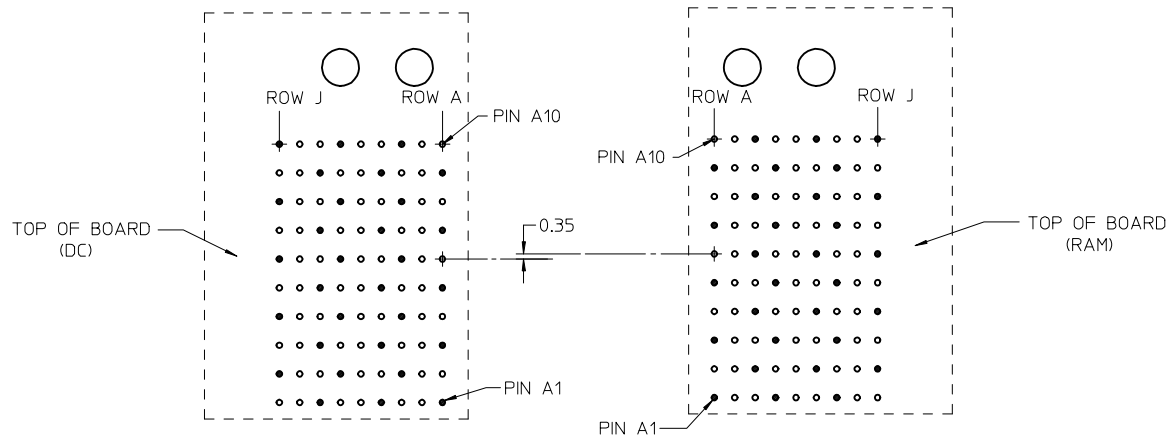 ROW J
ROW A
PIN A10
TOP OF BOARD
(DC)
PIN A1
0.35
ROW A
ROW J
PIN A10
TOP OF BOARD
(RAM)
PIN A1